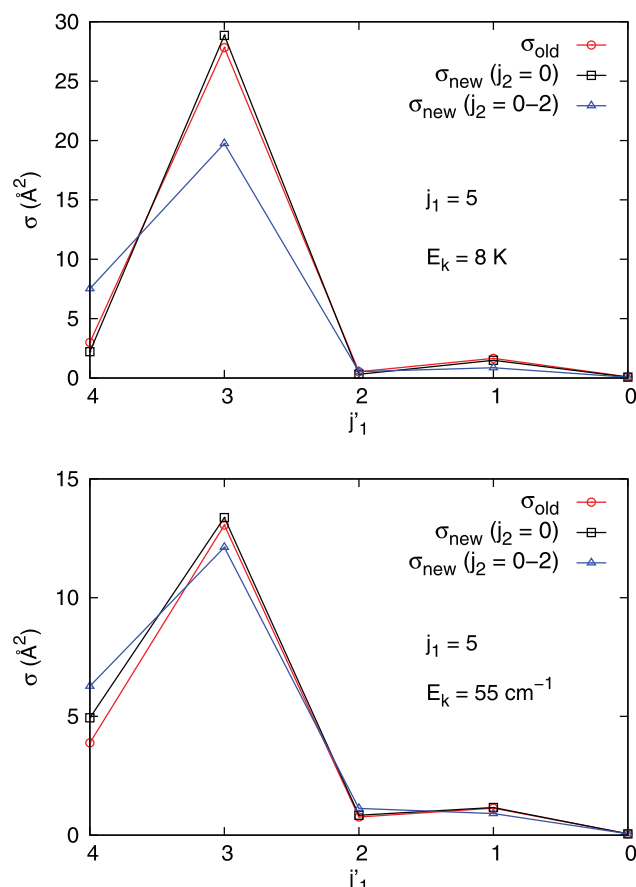 30
25
20
15
10
5
0
σ (Å²)
σold
σnew (j2 = 0)
σnew (j2 = 0–2)
j1 = 5
Ek = 8 K
4 3 2 1 0
j'1
15
10
5
0
σ (Å²)
σold
σnew (j2 = 0)
σnew (j2 = 0–2)
j1 = 5
Ek = 55 cm⁻¹
4 3 2 1 0
j'1